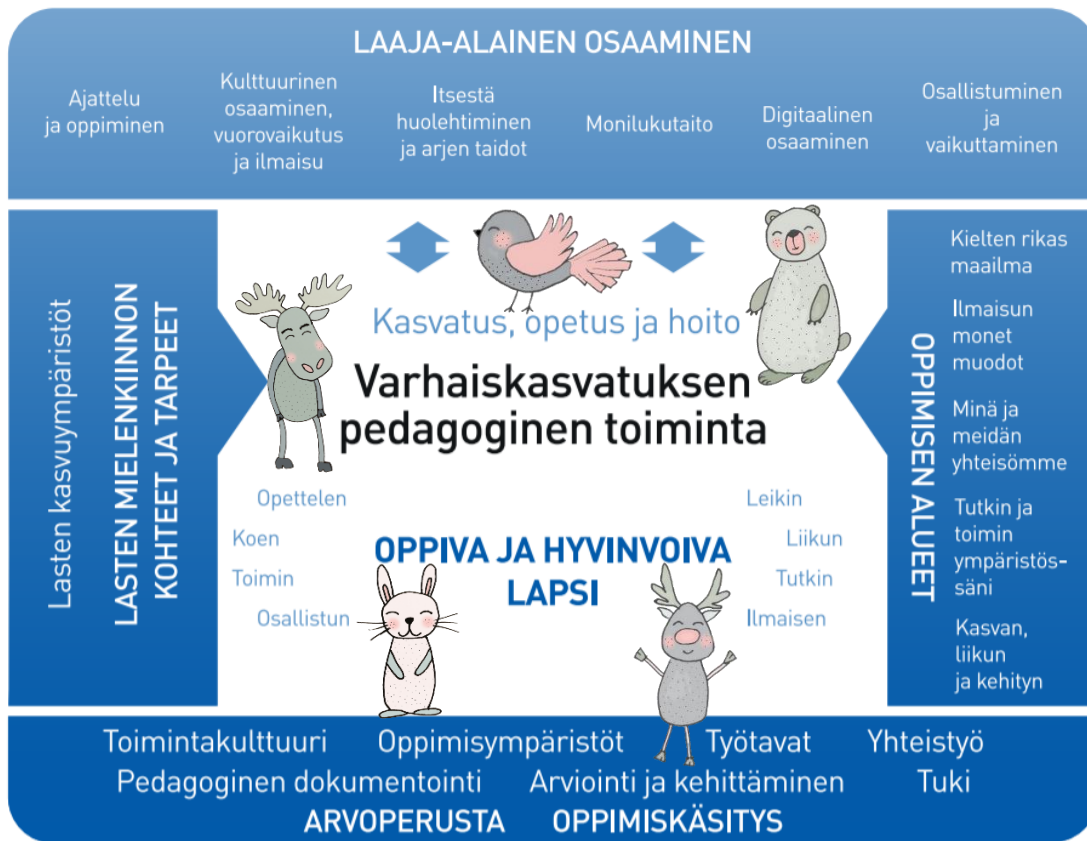 LAAJA-ALAINEN OSAAMINEN
Ajattelu
ja oppiminen
Kulttuurinen
osaaminen,
vuorovaikutus
ja ilmaisu
Itsestä
huolehtiminen
ja arjen taidot
Monilukutaito
Digitaalinen
osaaminen
Osallistuminen
ja
vaikuttaminen
Lasten kasvuympäristöt
LASTEN MIELENKIINNON
KOHTEET JA TARPEET
Kasvatus, opetus ja hoito
Varhaiskasvatuksen
pedagoginen toiminta
Opettelen
Koen
Toimin
Osallistun
OPPIVA JA HYVINVOIVA
LAPSI
Leikin
Liikun
Tutkin
Ilmaisen
OPPIMISEN ALUEET
Kielten rikas
maailma
Ilmaisun
monet
muodot
Minä ja
meidän
yhteisömme
Tutkin ja
toimin
ympäristös-
säni
Kasvan,
liikun
ja kehityn
Toimintakulttuuri Oppimisympäristöt Työtavat Yhteistyö
Pedagoginen dokumentointi Arviointi ja kehittäminen Tuki
ARVOPERUSTA OPPIMISKÄSITYS